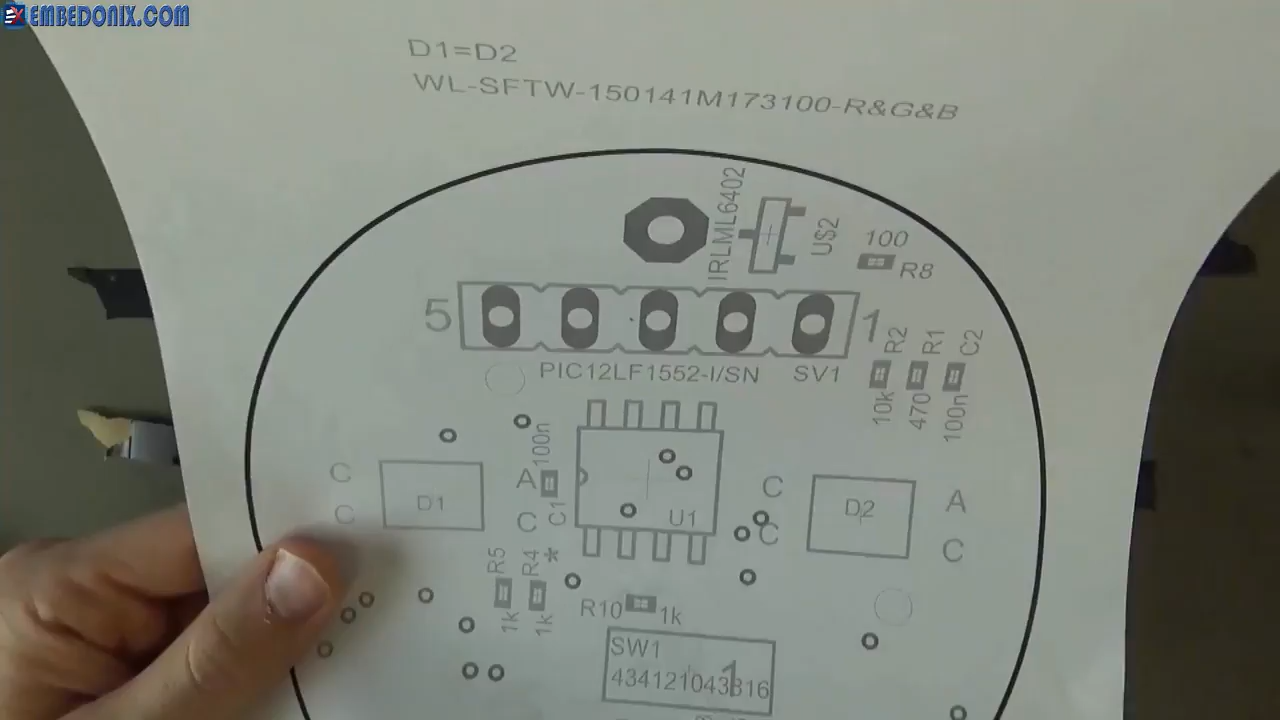 EMBEDONIX.COM
D1=D2
WL-SFTW-150141M173100-R&G&B
IRLML6402
U$2
100
R8
5
1
PIC12LF1552-I/SN
SV1
R2
R1
C2
10k
470
100n
C
C
D1
A
C
100n
C1
U1
C
C
D2
A
C
R5
R4
*
1k
1k
R10
1k
SW1
434121043816
1